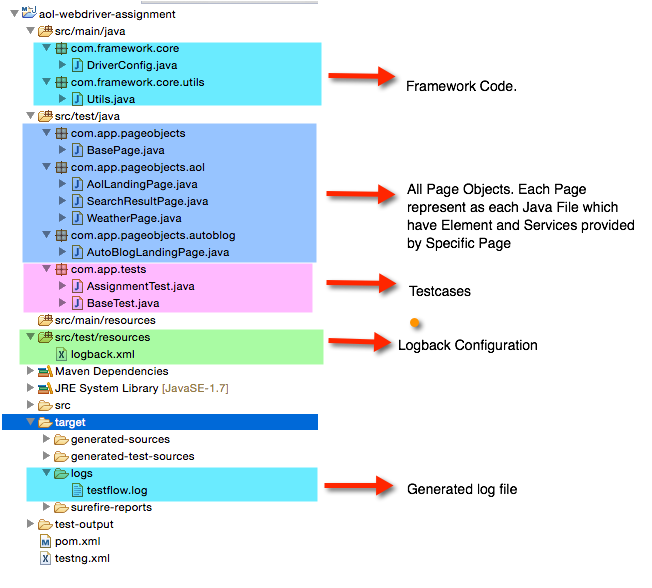 aol-webdriver-assignment
src/main/java
com.framework.core
DriverConfig.java
com.framework.core.utils
Utils.java
Framework Code.
src/test/java
com.app.pageobjects
BasePage.java
com.app.pageobjects.aol
AolLandingPage.java
SearchResultPage.java
WeatherPage.java
com.app.pageobjects.autoblog
AutoBlogLandingPage.java
All Page Objects. Each Page
represent as each Java File which
have Element and Services provided
by Specific Page
com.app.tests
AssignmentTest.java
BaseTest.java
Testcases
src/main/resources
src/test/resources
logback.xml
Logback Configuration
Maven Dependencies
JRE System Library [JavaSE-1.7]
src
target
generated-sources
generated-test-sources
logs
testflow.log
Generated log file
surefire-reports
test-output
pom.xml
testng.xml